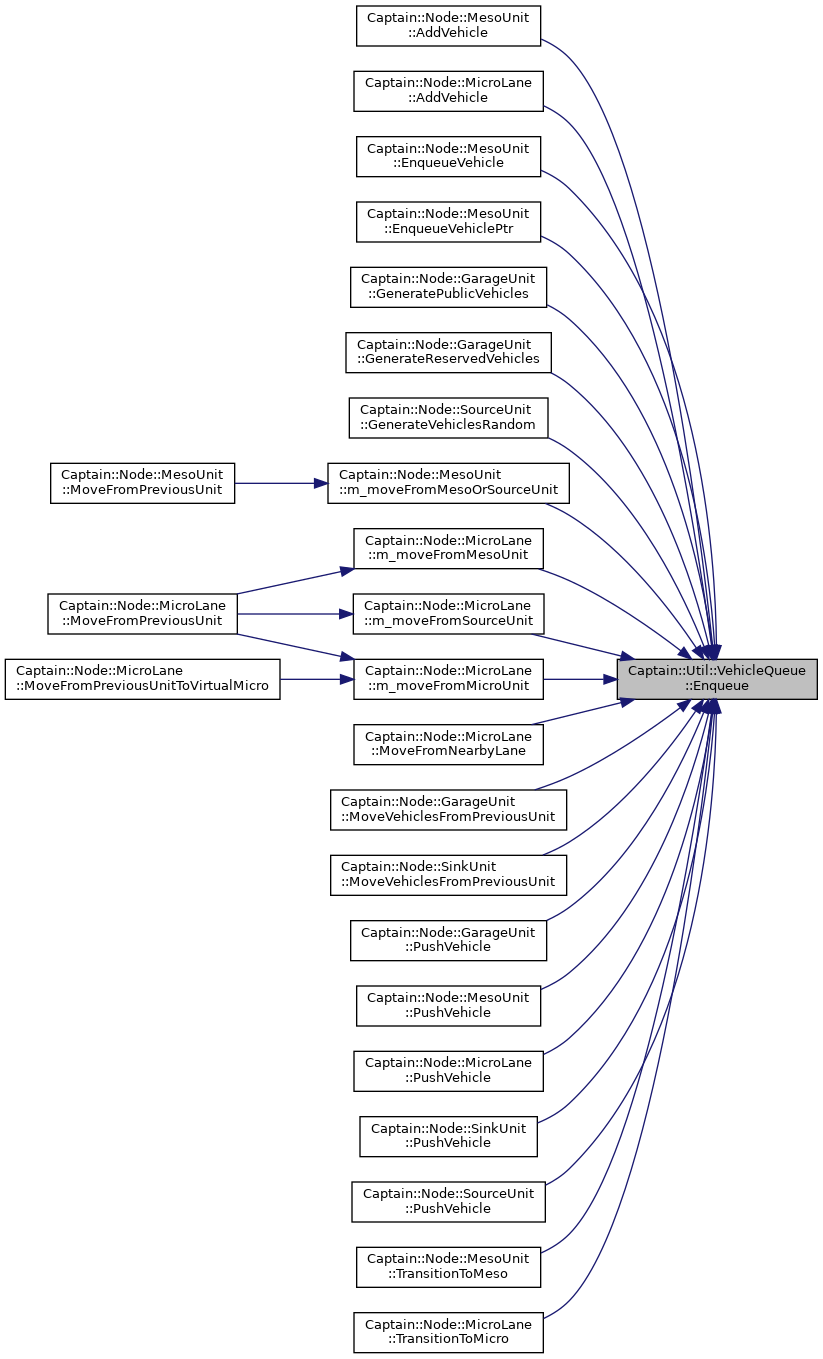 Captain::Node::MesoUnit
::AddVehicle
Captain::Node::MicroLane
::AddVehicle
Captain::Node::MesoUnit
::EnqueueVehicle
Captain::Node::MesoUnit
::EnqueueVehiclePtr
Captain::Node::GarageUnit
::GeneratePublicVehicles
Captain::Node::GarageUnit
::GenerateReservedVehicles
Captain::Node::SourceUnit
::GenerateVehiclesRandom
Captain::Node::MesoUnit
::MoveFromPreviousUnit
Captain::Node::MesoUnit
::m_moveFromMesoOrSourceUnit
Captain::Node::MicroLane
::m_moveFromMesoUnit
Captain::Node::MicroLane
::MoveFromPreviousUnit
Captain::Node::MicroLane
::m_moveFromSourceUnit
Captain::Node::MicroLane
::MoveFromPreviousUnitToVirtualMicro
Captain::Node::MicroLane
::m_moveFromMicroUnit
Captain::Util::VehicleQueue
::Enqueue
Captain::Node::MicroLane
::MoveFromNearbyLane
Captain::Node::GarageUnit
::MoveVehiclesFromPreviousUnit
Captain::Node::SinkUnit
::MoveVehiclesFromPreviousUnit
Captain::Node::GarageUnit
::PushVehicle
Captain::Node::MesoUnit
::PushVehicle
Captain::Node::MicroLane
::PushVehicle
Captain::Node::SinkUnit
::PushVehicle
Captain::Node::SourceUnit
::PushVehicle
Captain::Node::MesoUnit
::TransitionToMeso
Captain::Node::MicroLane
::TransitionToMicro